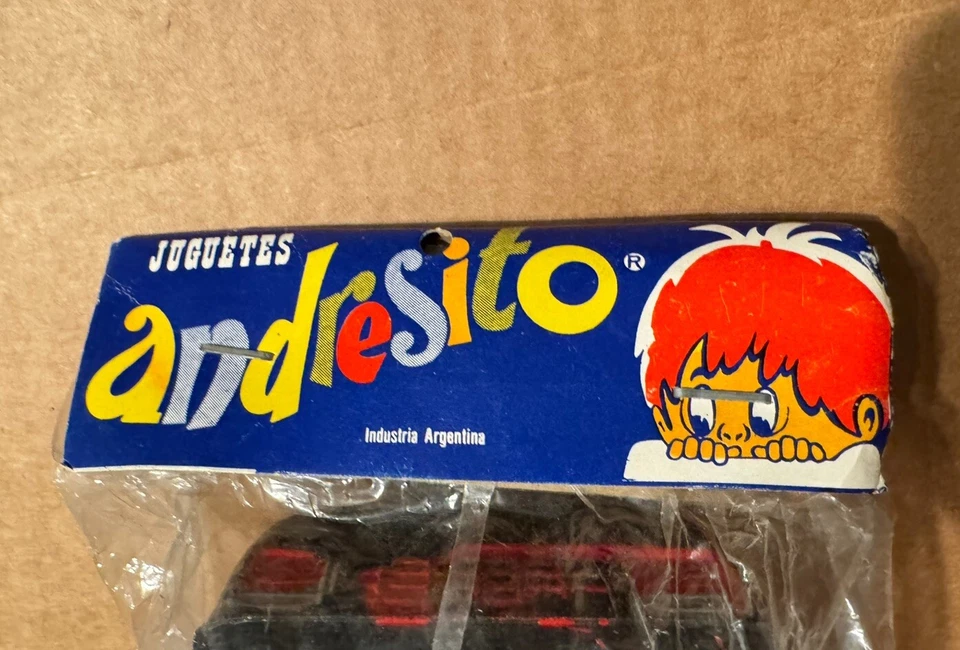 JUGUETES
andresito ®
Industria Argentina